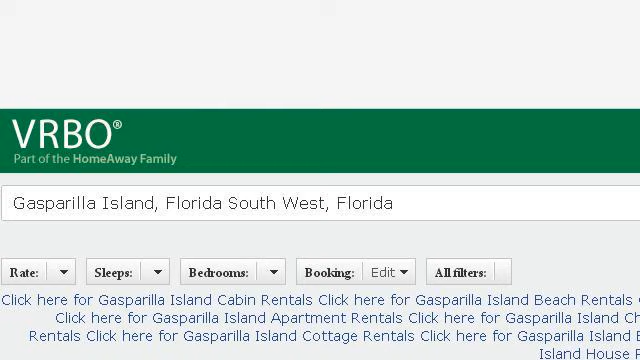 VRBO®
Part of the HomeAway Family
Gasparilla Island, Florida South West, Florida
Rate: Sleeps: Bedrooms: Booking: Edit All filters:
Click here for Gasparilla Island Cabin Rentals Click here for Gasparilla Island Beach Rentals
Click here for Gasparilla Island Apartment Rentals Click here for Gasparilla Island Ch
Rentals Click here for Gasparilla Island Cottage Rentals Click here for Gasparilla Island
Island House